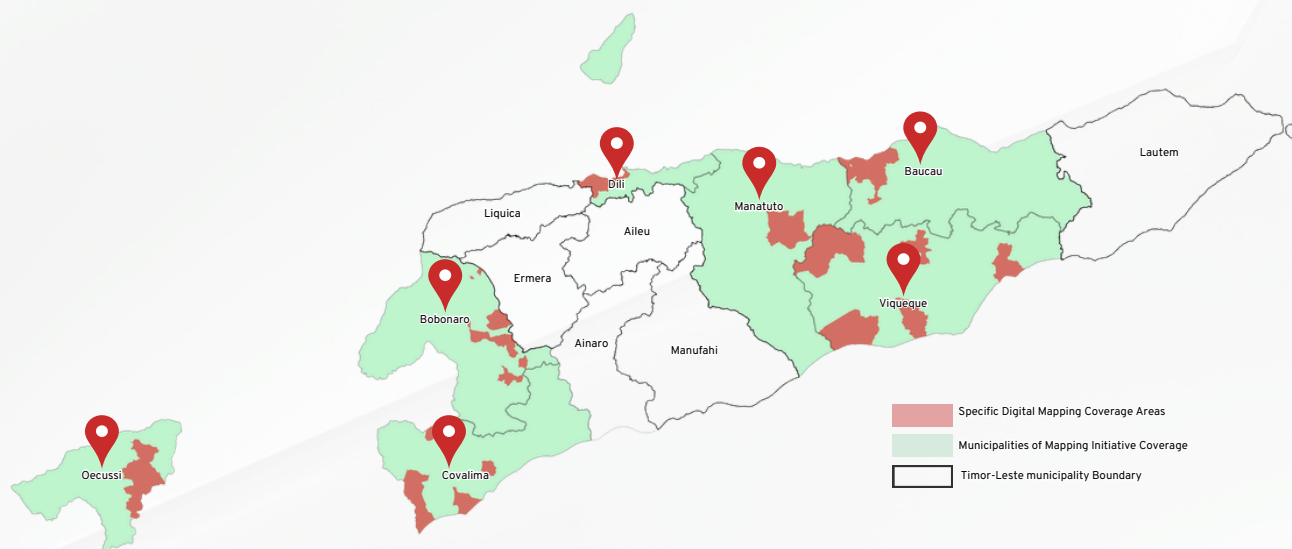 Lautem
Baucau
Dili
Manatuto
Liquica
Aileu
Ermera
Viqueque
Bobonaro
Ainaro
Manufahi
Oecussi
Covalima
Specific Digital Mapping Coverage Areas
Municipalities of Mapping Initiative Coverage
Timor-Leste municipality Boundary